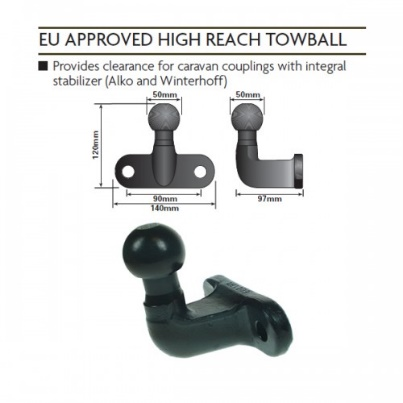 EU APPROVED HIGH REACH TOWBALL
■ Provides clearance for caravan couplings with integral
stabilizer (Alko and Winterhoff)
50mm 50mm
120mm
90mm 97mm
140mm